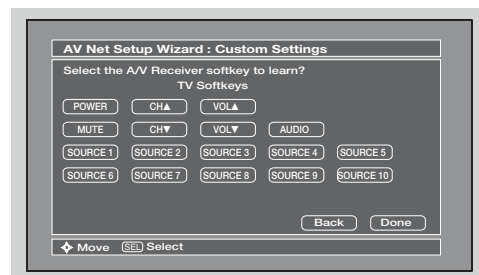 AV Net Setup Wizard : Custom Settings
Select the A/V Receiver softkey to learn?
TV Softkeys
POWER CH▲ VOL▲
MUTE CH▼ VOL▼ AUDIO
SOURCE 1 SOURCE 2 SOURCE 3 SOURCE 4 SOURCE 5
SOURCE 6 SOURCE 7 SOURCE 8 SOURCE 9 SOURCE 10
Back Done
Move SEL Select